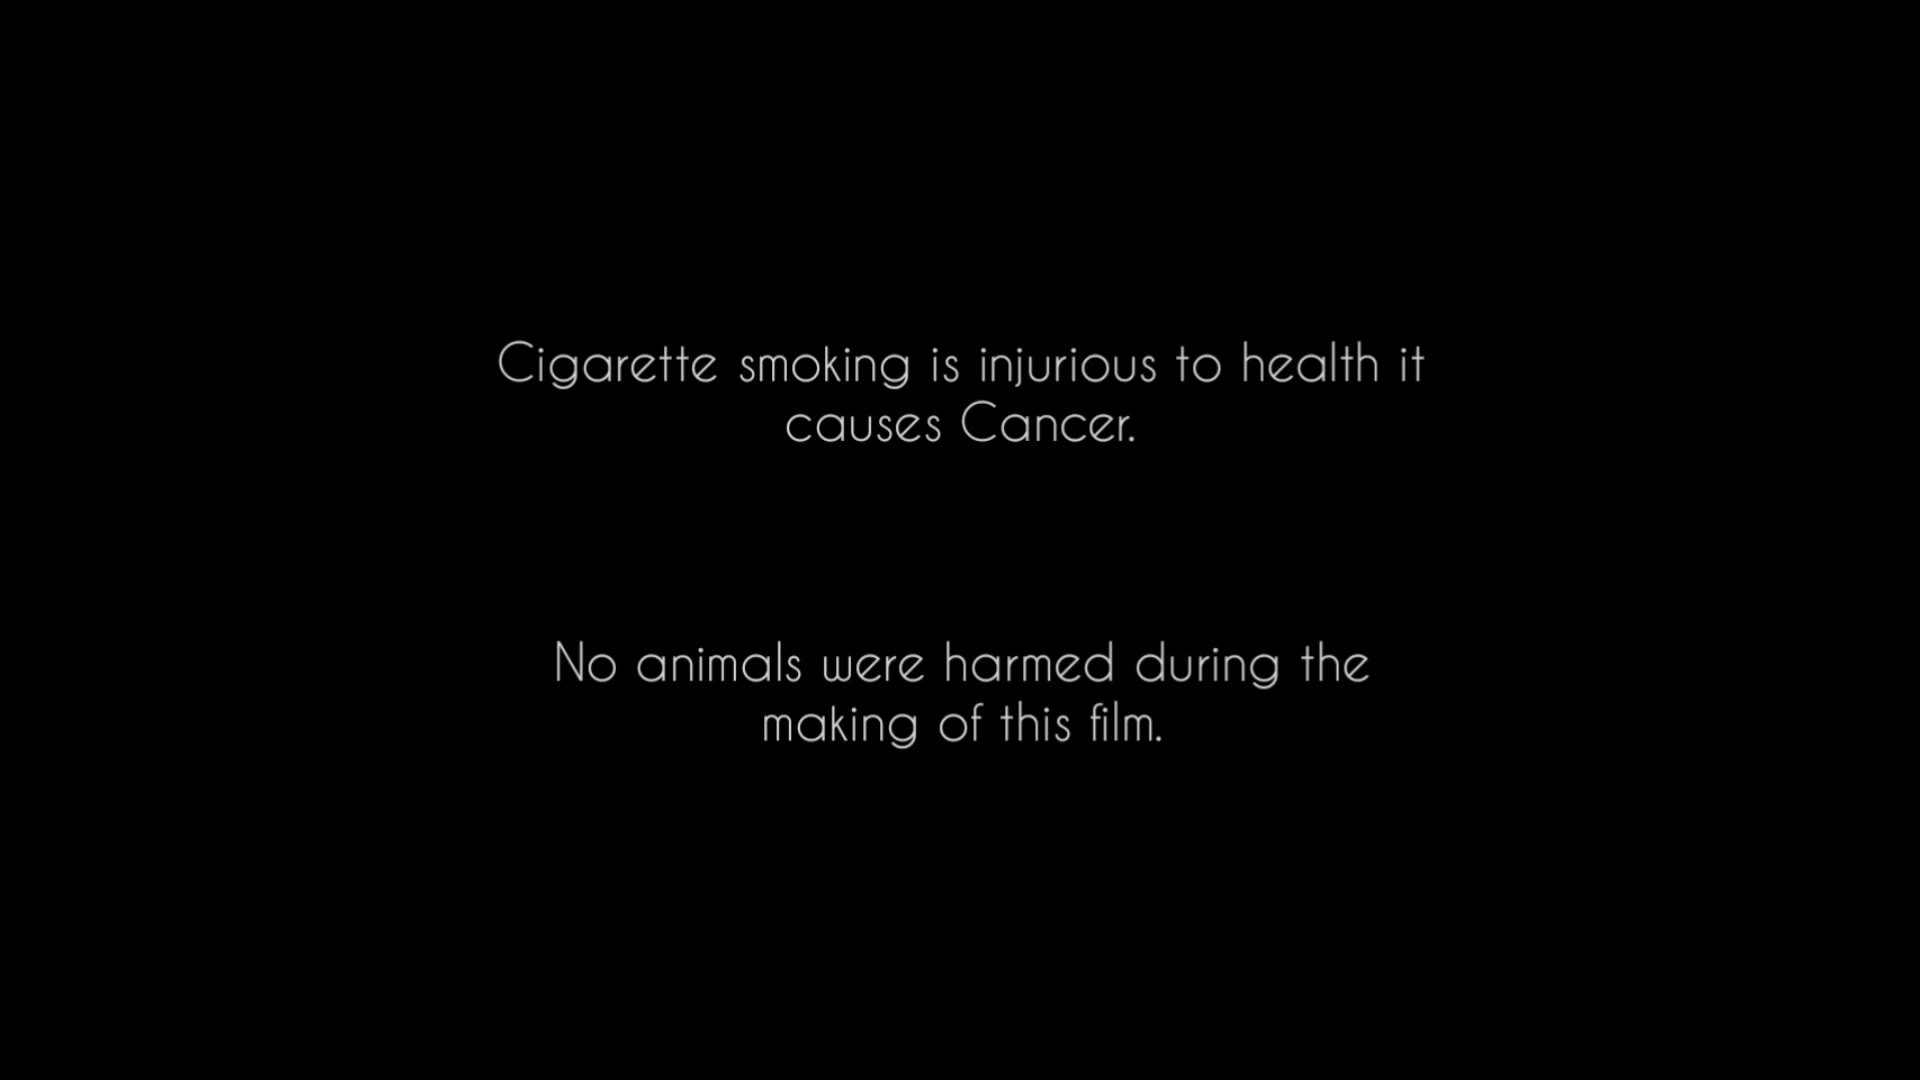 Cigarette smoking is injurious to health it
causes Cancer.
No animals were harmed during the
making of this film.